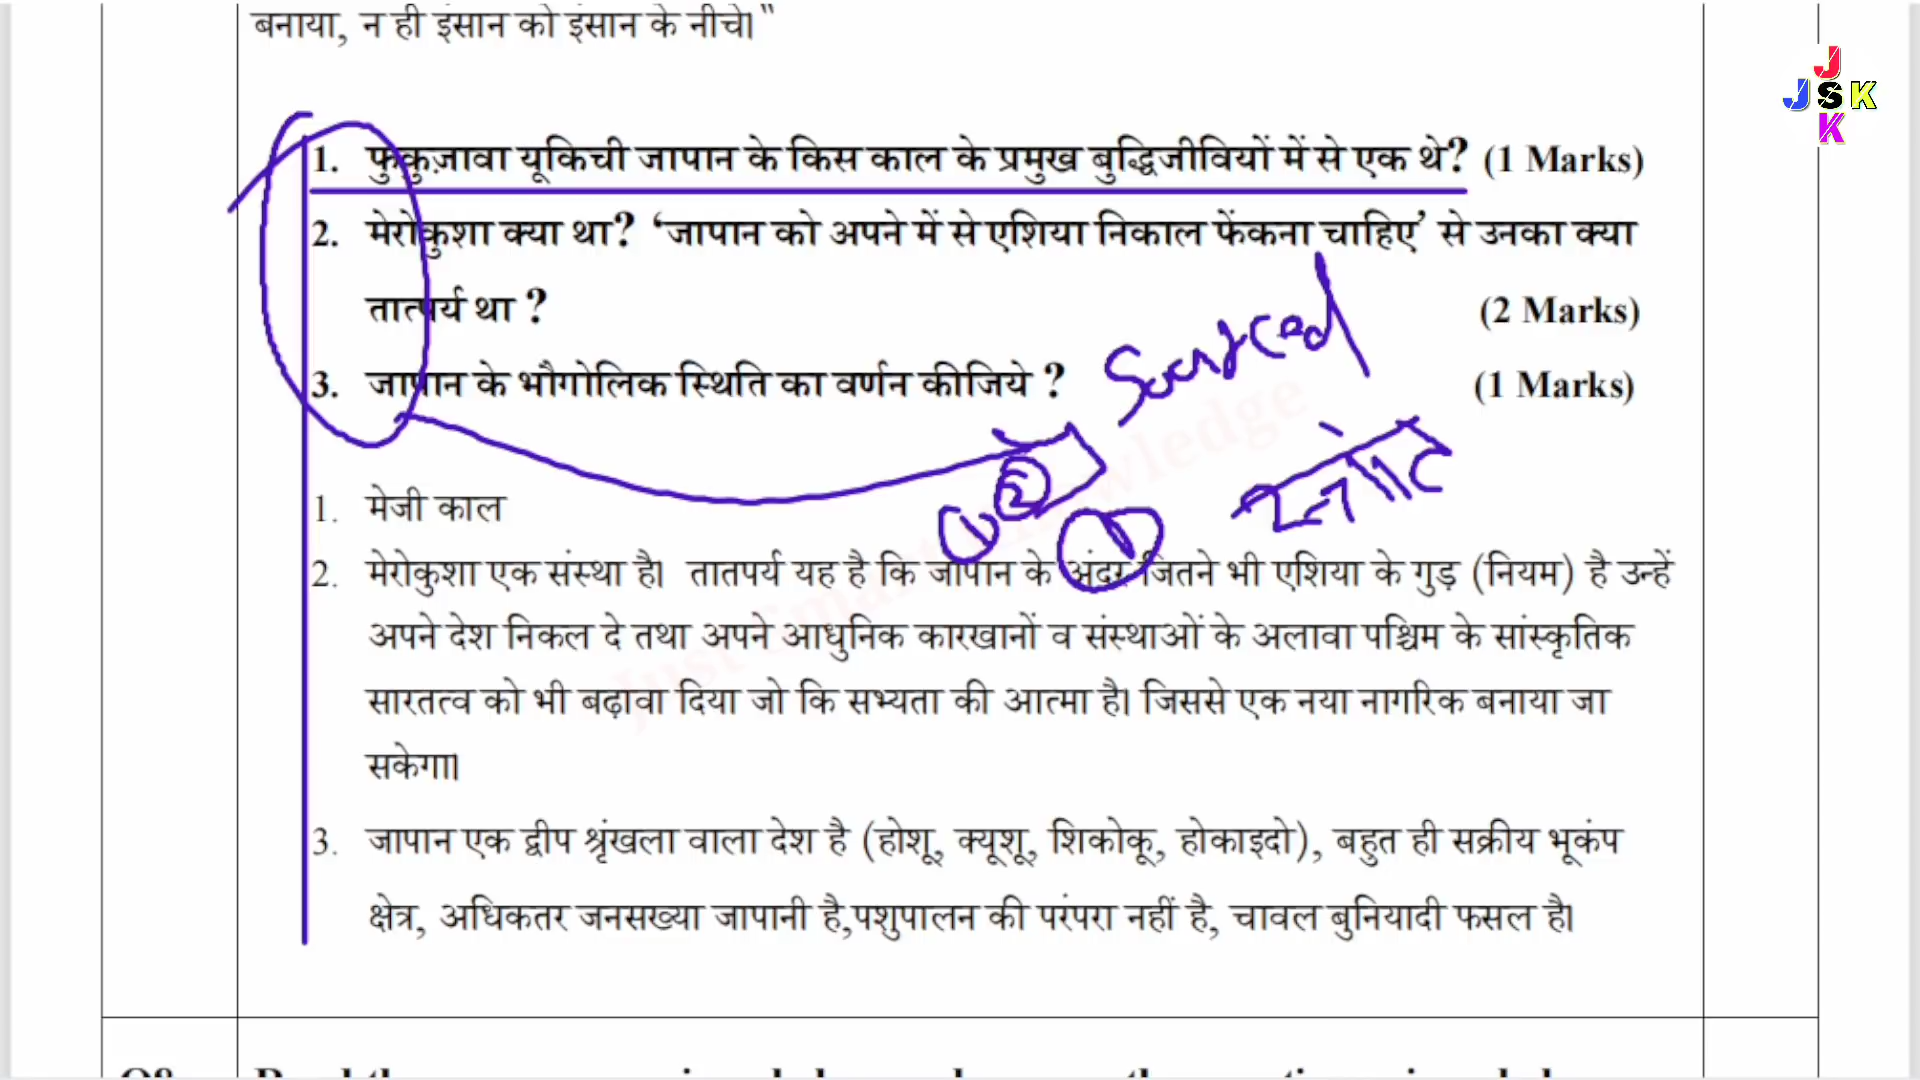 बनाया, न ही इंसान को इंसान के नीचे।"
J
J S K
K
1. फुकुज़ावा यूकिची जापान के किस काल के प्रमुख बुद्धिजीवियों में से एक थे? (1 Marks)
2. मेरोकुशा क्या था? ‘जापान को अपने में से एशिया निकाल फेंकना चाहिए’ से उनका क्या
तात्पर्य था ? (2 Marks)
3. जापान के भौगोलिक स्थिति का वर्णन कीजिये ? (1 Marks)
1 2 1
1. मेजी काल
2. मेरोकुशा एक संस्था है। तातपर्य यह है कि जापान के अंदर जितने भी एशिया के गुड़ (नियम) है उन्हें
अपने देश निकल दे तथा अपने आधुनिक कारखानों व संस्थाओं के अलावा पश्चिम के सांस्कृतिक
सारतत्व को भी बढ़ावा दिया जो कि सभ्यता की आत्मा है। जिससे एक नया नागरिक बनाया जा
सकेगा।
3. जापान एक द्वीप श्रृंखला वाला देश है (होशू, क्यूशू, शिकोकू, होकाइदो), बहुत ही सक्रीय भूकंप
क्षेत्र, अधिकतर जनसख्या जापानी है,पशुपालन की परंपरा नहीं है, चावल बुनियादी फसल है।